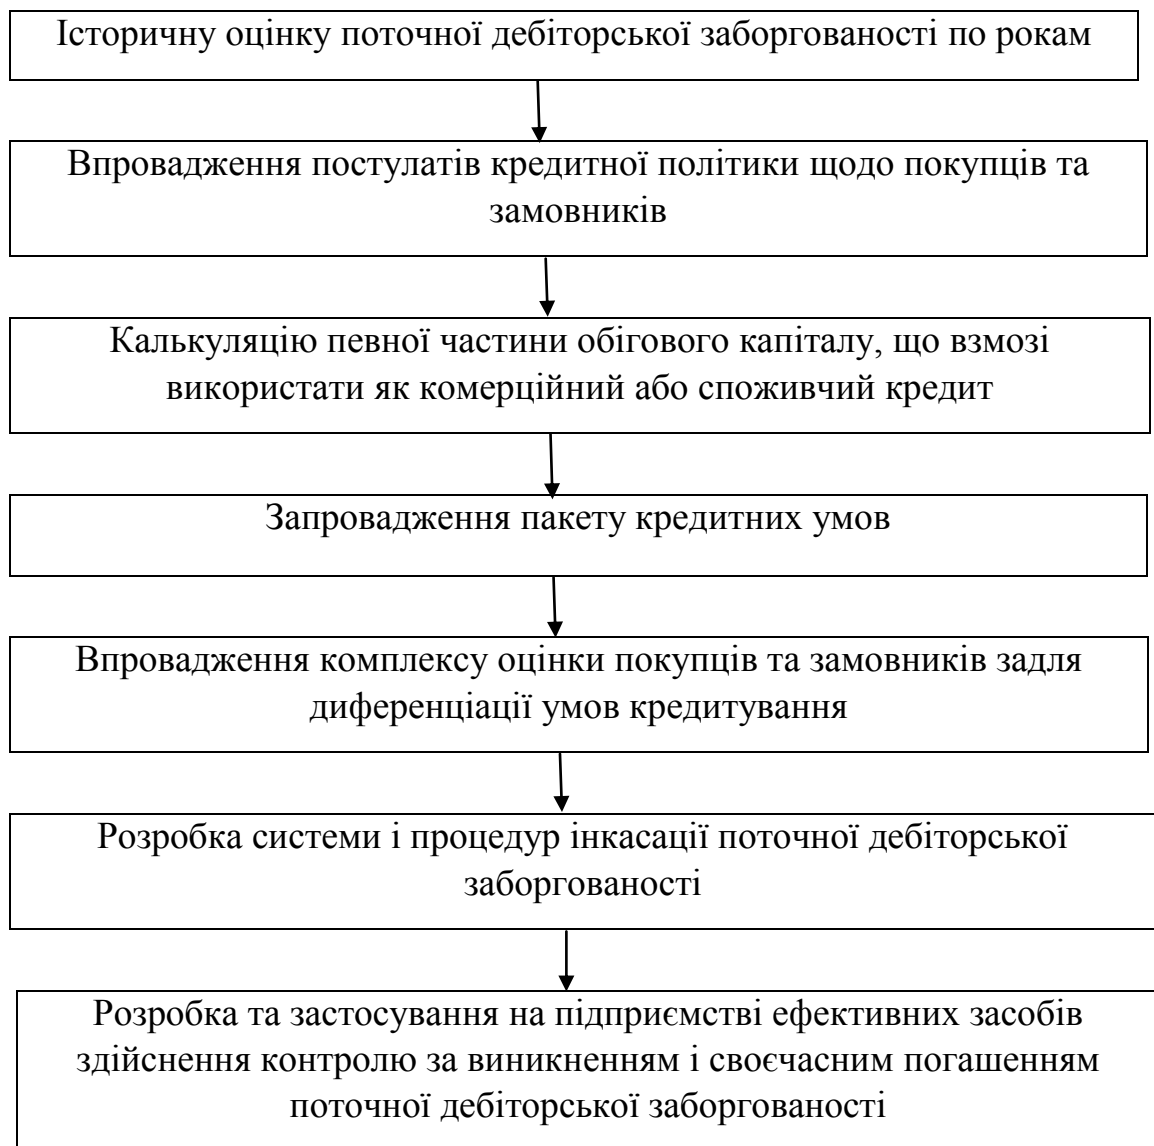 Історичну оцінку поточної дебіторської заборгованості по рокам
Впровадження постулатів кредитної політики щодо покупців та
замовників
Калькуляцію певної частини обігового капіталу, що взмозі
використати як комерційний або споживчий кредит
Запровадження пакету кредитних умов
Впровадження комплексу оцінки покупців та замовників задля
диференціації умов кредитування
Розробка системи і процедур інкасації поточної дебіторської
заборгованості
Розробка та застосування на підприємстві ефективних засобів
здійснення контролю за виникненням і своєчасним погашенням
поточної дебіторської заборгованості